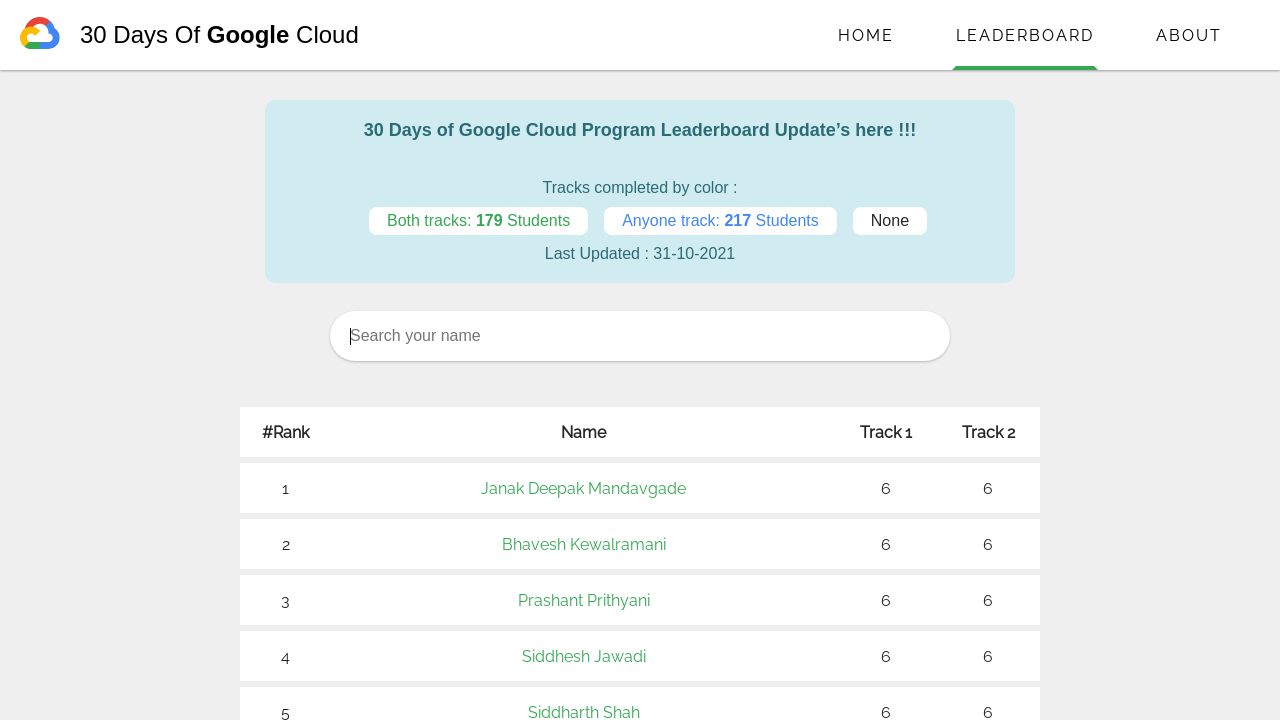 30 Days Of Google Cloud
HOME
LEADERBOARD
ABOUT
30 Days of Google Cloud Program Leaderboard Update’s here !!!
Tracks completed by color :
Both tracks: 179 Students
Anyone track: 217 Students
None
Last Updated : 31-10-2021
Search your name
#Rank Name Track 1 Track 2
1 Janak Deepak Mandavgade 6 6
2 Bhavesh Kewalramani 6 6
3 Prashant Prithyani 6 6
4 Siddhesh Jawadi 6 6
5 Siddharth Shah 6 6